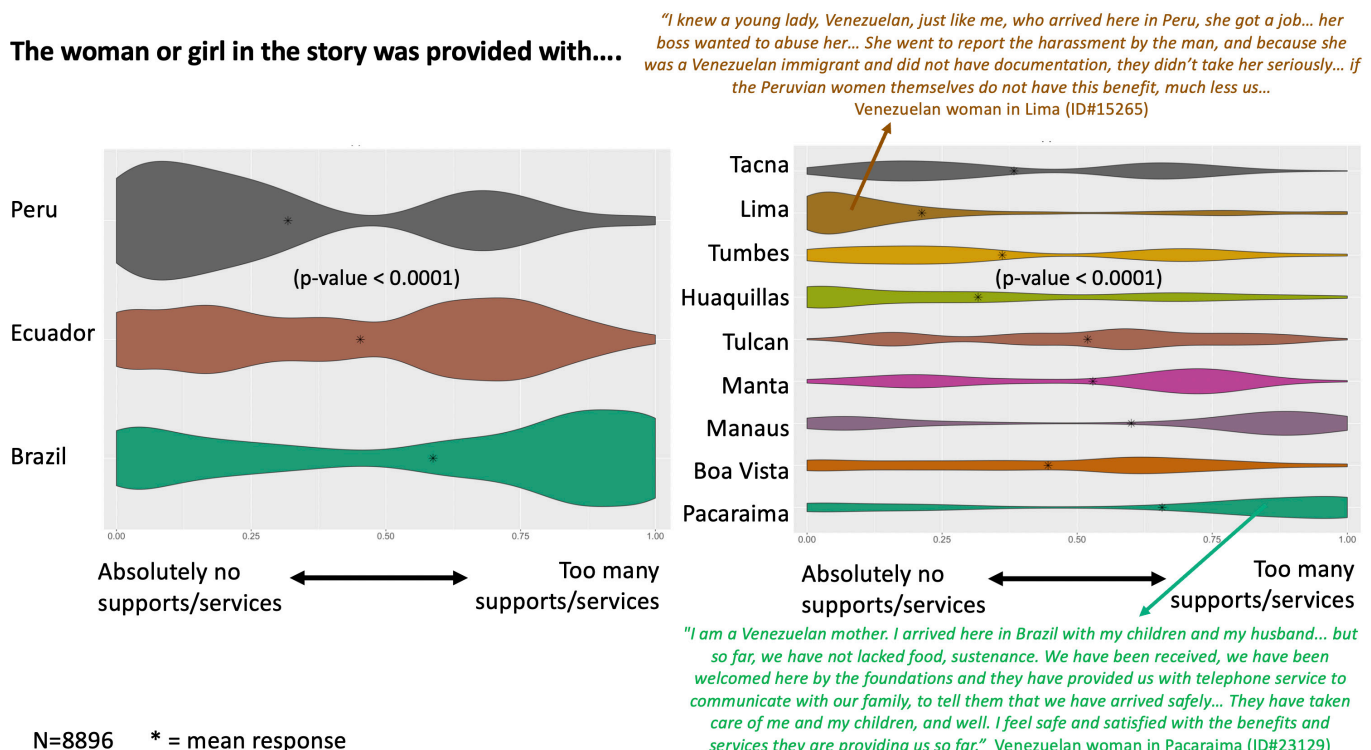 The woman or girl in the story was provided with....
“I knew a young lady, Venezuelan, just like me, who arrived here in Peru, she got a job... her
boss wanted to abuse her... She went to report the harassment by the man, and because she
was a Venezuelan immigrant and did not have documentation, they didn’t take her seriously... if
the Peruvian women themselves do not have this benefit, much less us...
Venezuelan woman in Lima (ID#15265)
Peru
(p-value < 0.0001)
Ecuador
Brazil
0.00 0.25 0.50 0.75 1.00
Absolutely no
supports/services
Too many
supports/services
Tacna
Lima
Tumbes
(p-value < 0.0001)
Huaquillas
Tulcan
Manta
Manaus
Boa Vista
Pacaraima
0.00 0.25 0.50 0.75 1.00
Absolutely no
supports/services
Too many
supports/services
"I am a Venezuelan mother. I arrived here in Brazil with my children and my husband... but
so far, we have not lacked food, sustenance. We have been received, we have been
welcomed here by the foundations and they have provided us with telephone service to
communicate with our family, to tell them that we have arrived safely... They have taken
care of me and my children, and well. I feel safe and satisfied with the benefits and
services they are providing us so far.” Venezuelan woman in Pacaraima (ID#23129)
N=8896 * = mean response